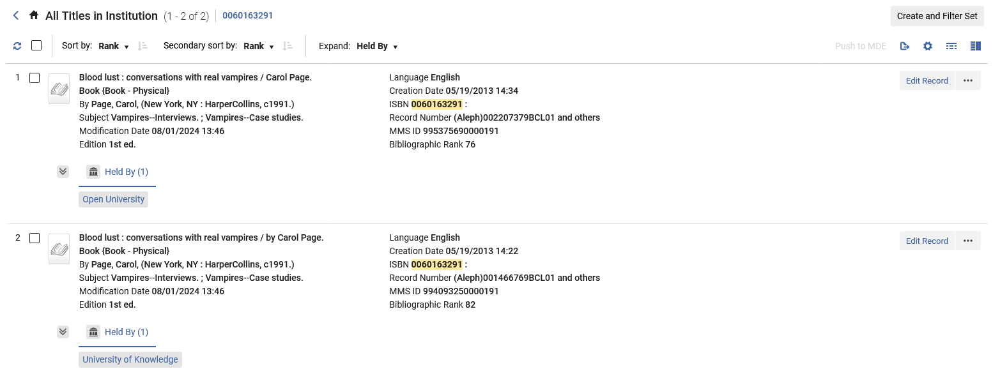 All Titles in Institution (1 - 2 of 2) 0060163291 Create and Filter Set
Sort by: Rank Secondary sort by: Rank Expand: Held By Push to MDE
1 Blood lust : conversations with real vampires / Carol Page. Language English Edit Record
Book {Book - Physical} Creation Date 05/19/2013 14:34
By Page, Carol, (New York, NY : HarperCollins, c1991.) ISBN 0060163291 :
Subject Vampires--Interviews. ; Vampires--Case studies. Record Number (Aleph)002207379BCL01 and others
Modification Date 08/01/2024 13:46 MMS ID 995375690000191
Edition 1st ed. Bibliographic Rank 76
Held By (1)
Open University
2 Blood lust : conversations with real vampires / by Carol Page. Language English Edit Record
Book {Book - Physical} Creation Date 05/19/2013 14:22
By Page, Carol, (New York, NY : HarperCollins, c1991.) ISBN 0060163291 :
Subject Vampires--Interviews. ; Vampires--Case studies. Record Number (Aleph)001466769BCL01 and others
Modification Date 08/01/2024 13:46 MMS ID 994093250000191
Edition 1st ed. Bibliographic Rank 82
Held By (1)
University of Knowledge